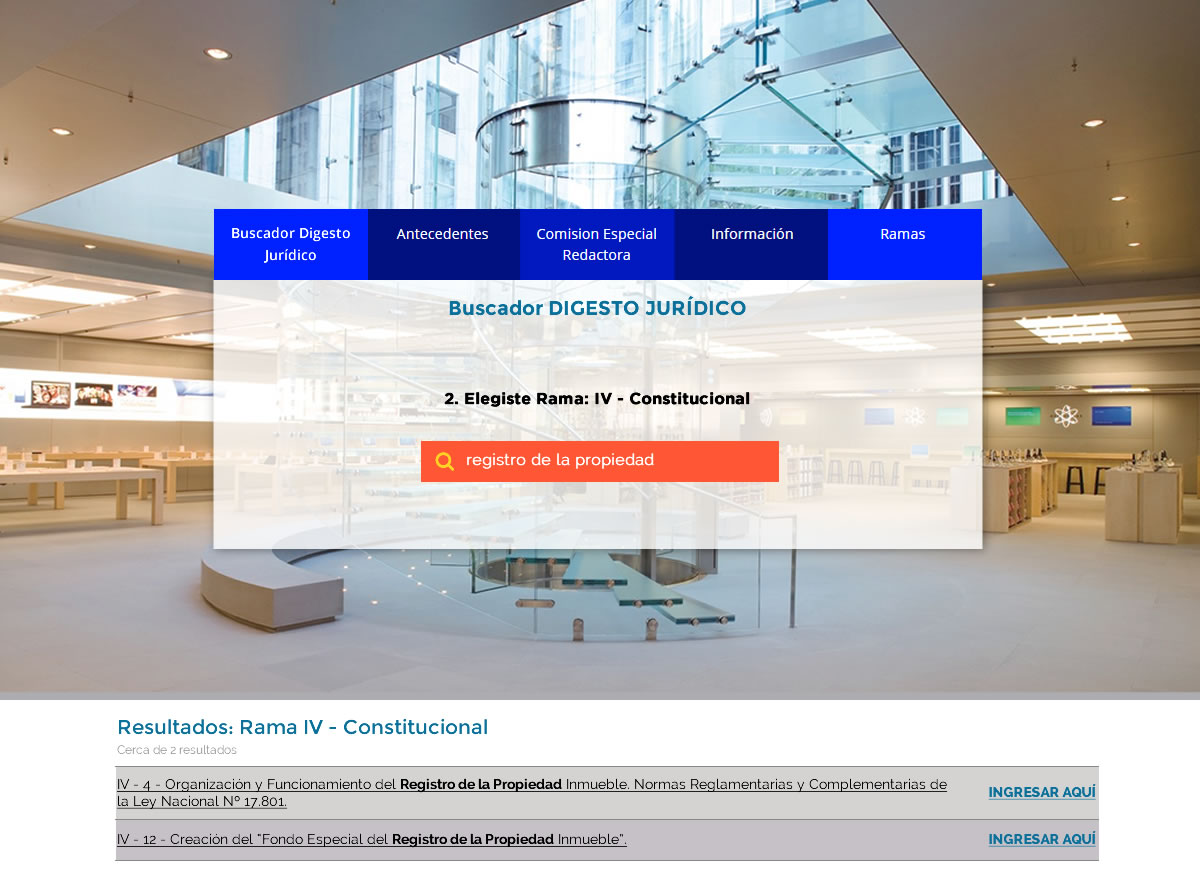 Buscador Digesto
Jurídico
Antecedentes
Comision Especial
Redactora
Información
Ramas
Buscador DIGESTO JURÍDICO
2. Elegiste Rama: IV - Constitucional
registro de la propiedad
Resultados: Rama IV - Constitucional
Cerca de 2 resultados
IV - 4 - Organización y Funcionamiento del Registro de la Propiedad Inmueble. Normas Reglamentarias y Complementarias de
la Ley Nacional Nº 17.801.
INGRESAR AQUÍ
IV - 12 - Creación del "Fondo Especial del Registro de la Propiedad Inmueble".
INGRESAR AQUÍ